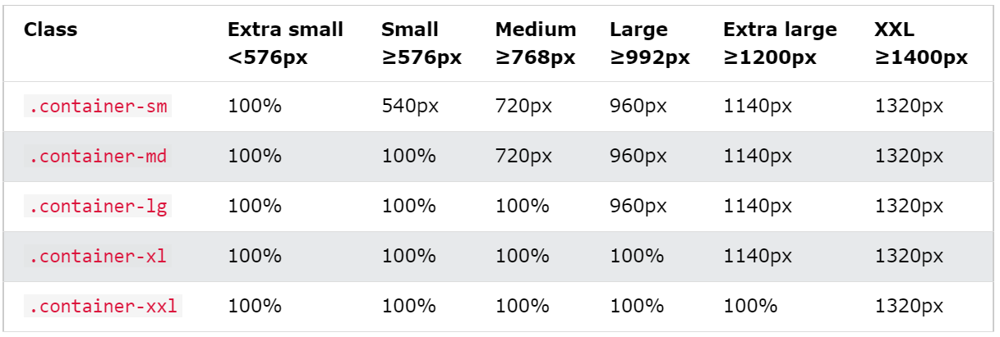 Class Extra small Small Medium Large Extra large XXL
<576px ≥576px ≥768px ≥992px ≥1200px ≥1400px
.container-sm 100% 540px 720px 960px 1140px 1320px
.container-md 100% 100% 720px 960px 1140px 1320px
.container-lg 100% 100% 100% 960px 1140px 1320px
.container-xl 100% 100% 100% 100% 1140px 1320px
.container-xxl 100% 100% 100% 100% 100% 1320px